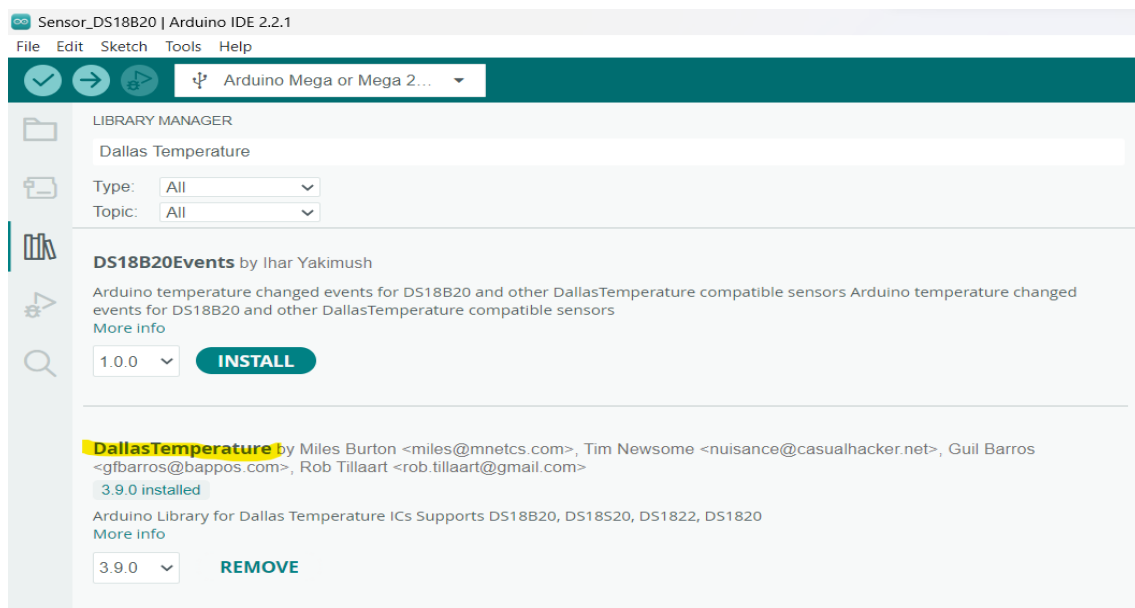 Sensor_DS18B20 | Arduino IDE 2.2.1
File Edit Sketch Tools Help
Arduino Mega or Mega 2...
LIBRARY MANAGER
Dallas Temperature
Type: All
Topic: All
DS18B20Events by Ihar Yakimush
Arduino temperature changed events for DS18B20 and other DallasTemperature compatible sensors Arduino temperature changed
events for DS18B20 and other DallasTemperature compatible sensors
More info
1.0.0 INSTALL
DallasTemperature by Miles Burton <miles@mnetcs.com>, Tim Newsome <nuisance@casualhacker.net>, Guil Barros
<gfbarros@bappos.com>, Rob Tillaart <rob.tillaart@gmail.com>
3.9.0 installed
Arduino Library for Dallas Temperature ICs Supports DS18B20, DS18S20, DS1822, DS1820
More info
3.9.0 REMOVE